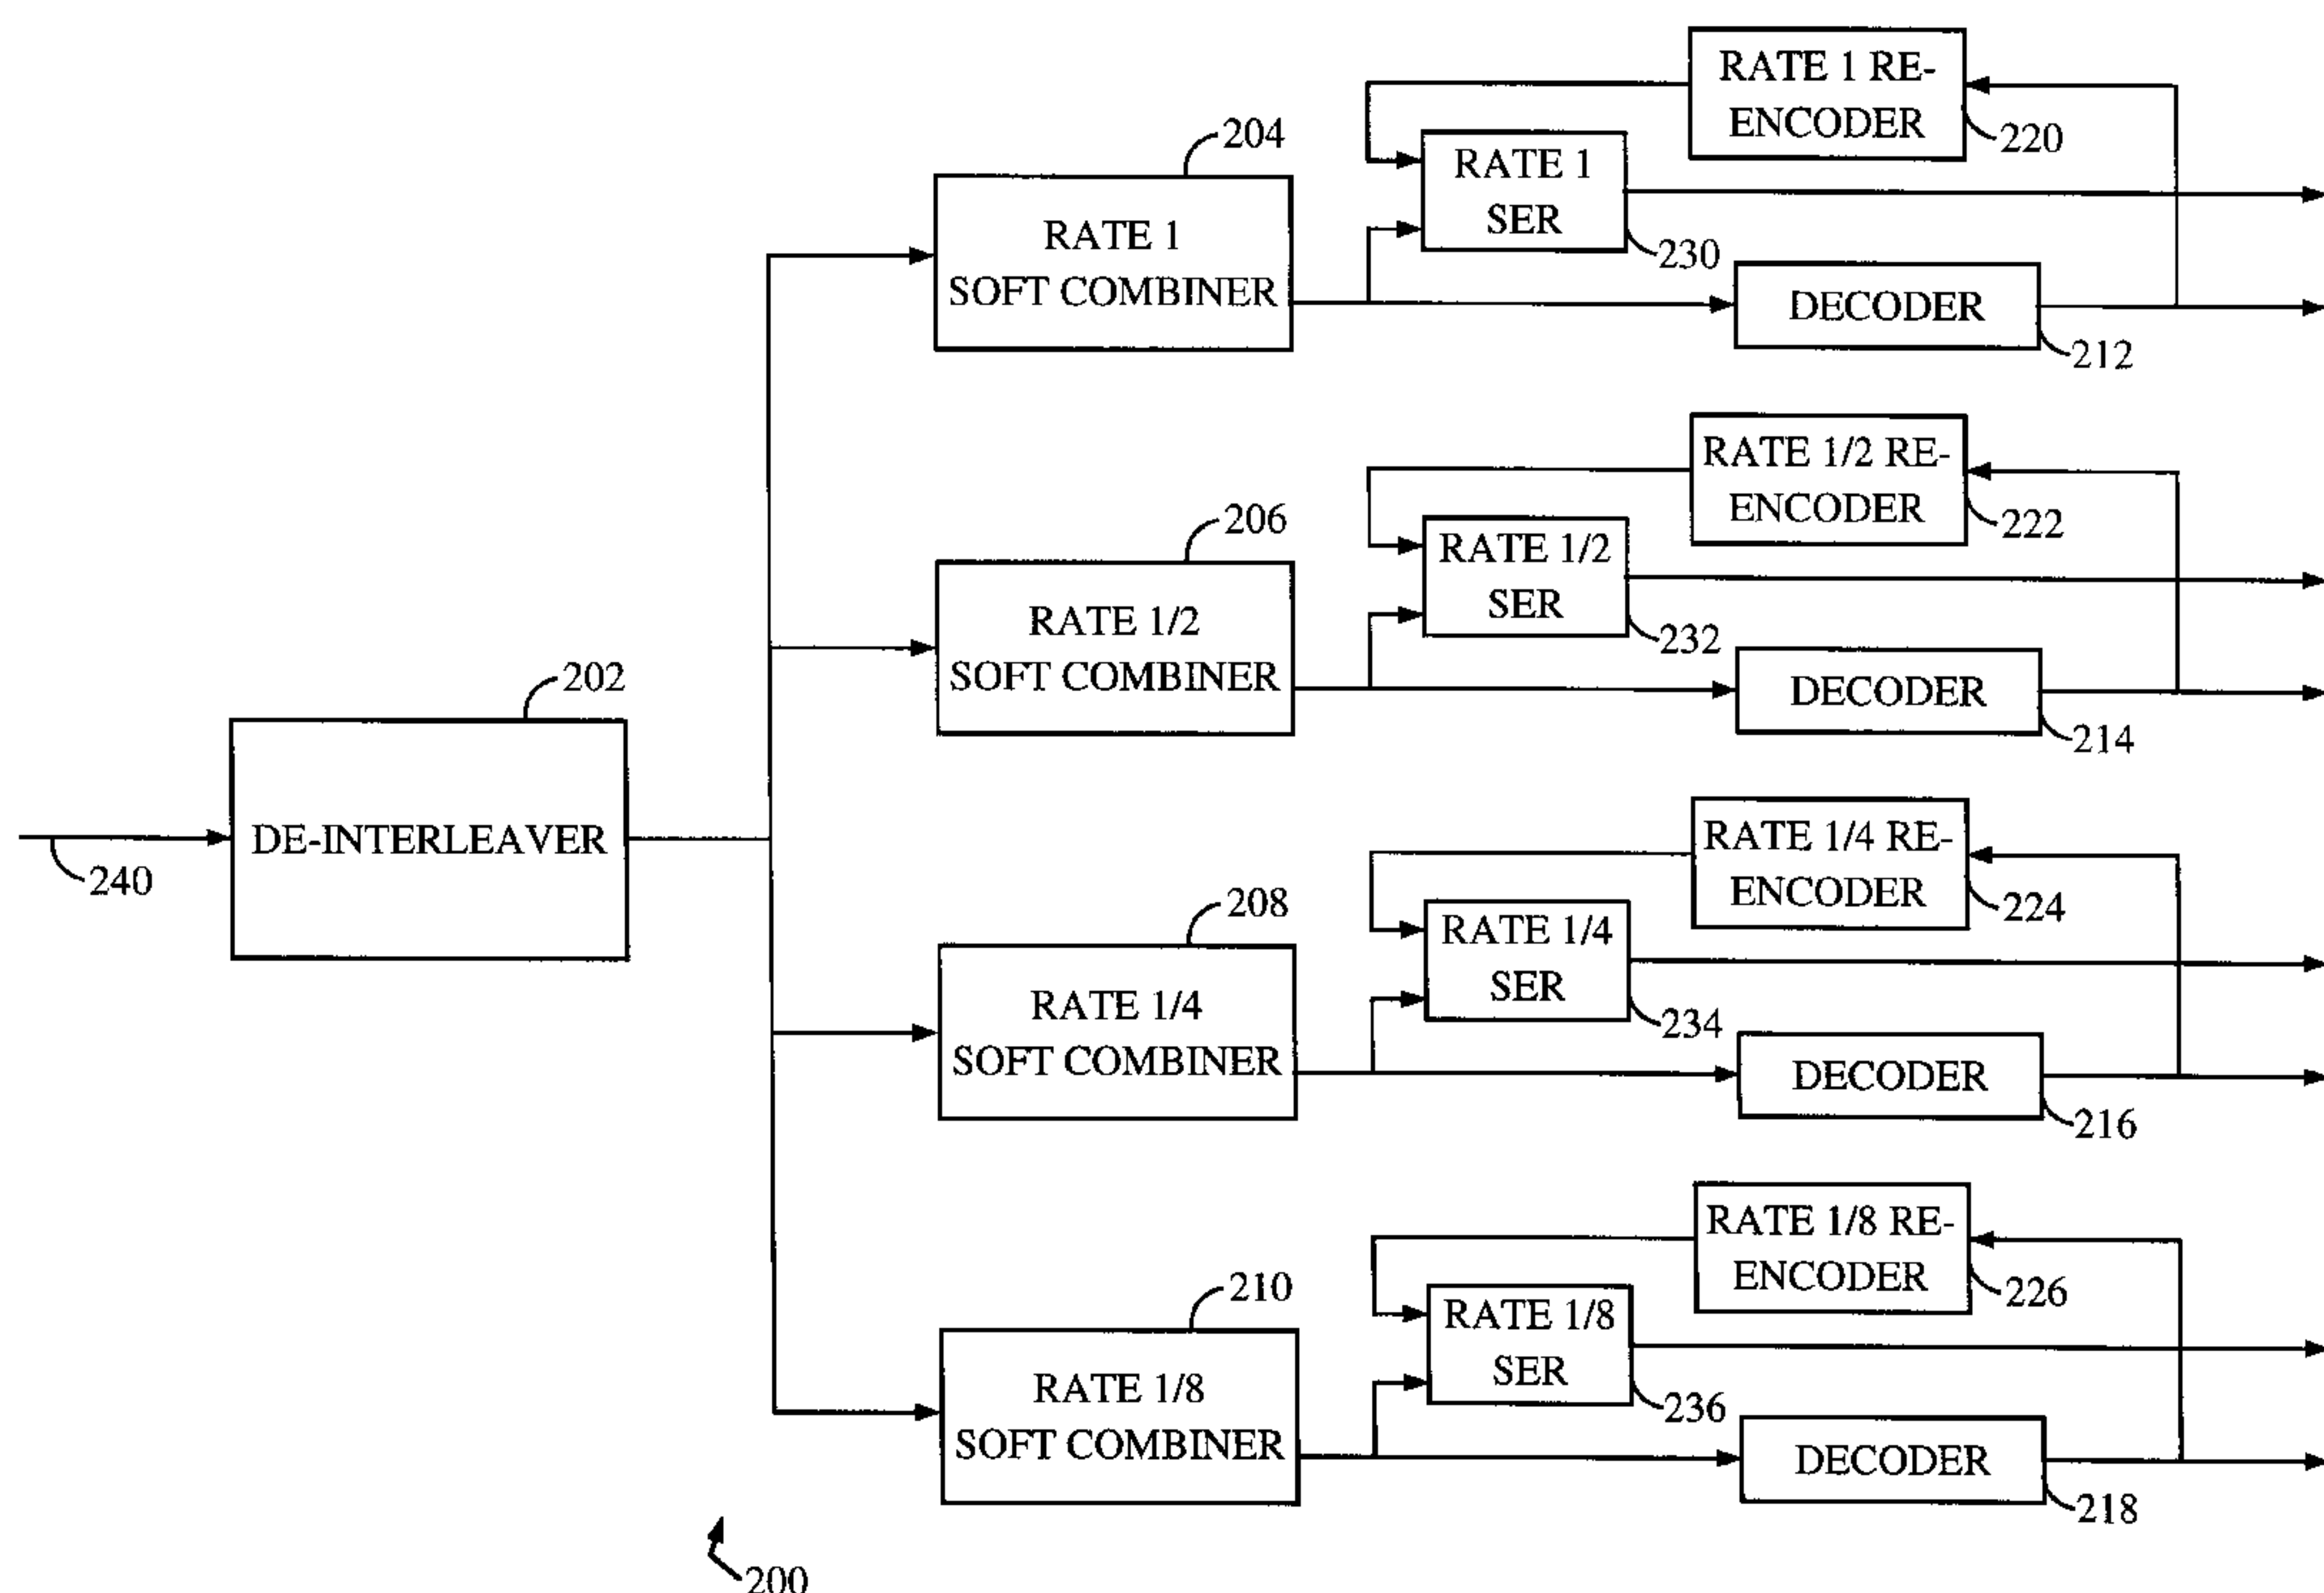 RATE 1 RE-
ENCODER
220
204
RATE 1
SER
230
RATE 1
SOFT COMBINER
DECODER
212
RATE 1/2 RE-
ENCODER
222
206
RATE 1/2
SER
232
RATE 1/2
SOFT COMBINER
DECODER
214
202
DE-INTERLEAVER
240
RATE 1/4 RE-
ENCODER
224
208
RATE 1/4
SER
234
RATE 1/4
SOFT COMBINER
DECODER
216
RATE 1/8 RE-
ENCODER
226
210
RATE 1/8
SER
236
RATE 1/8
SOFT COMBINER
DECODER
218
200